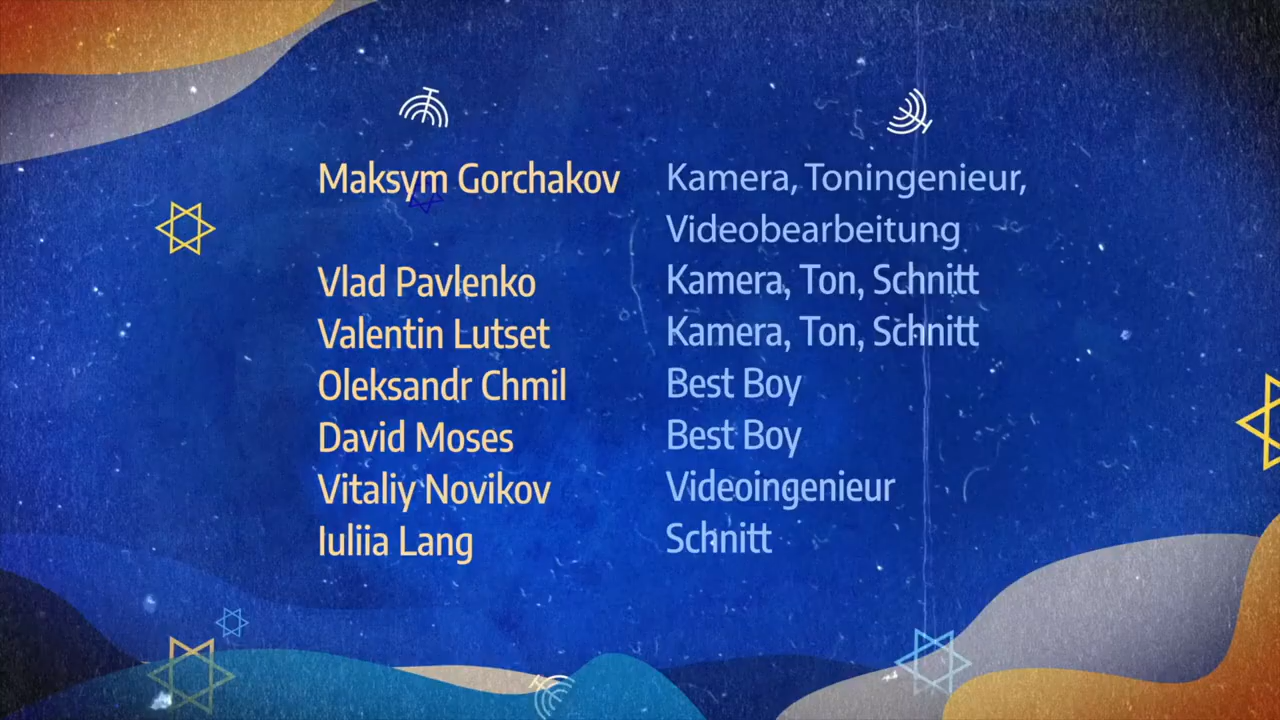 Maksym Gorchakov Kamera, Toningenieur,
Videobearbeitung
Vlad Pavlenko Kamera, Ton, Schnitt
Valentin Lutset Kamera, Ton, Schnitt
Oleksandr Chmil Best Boy
David Moses Best Boy
Vitaliy Novikov Videoingenieur
Iuliia Lang Schnitt